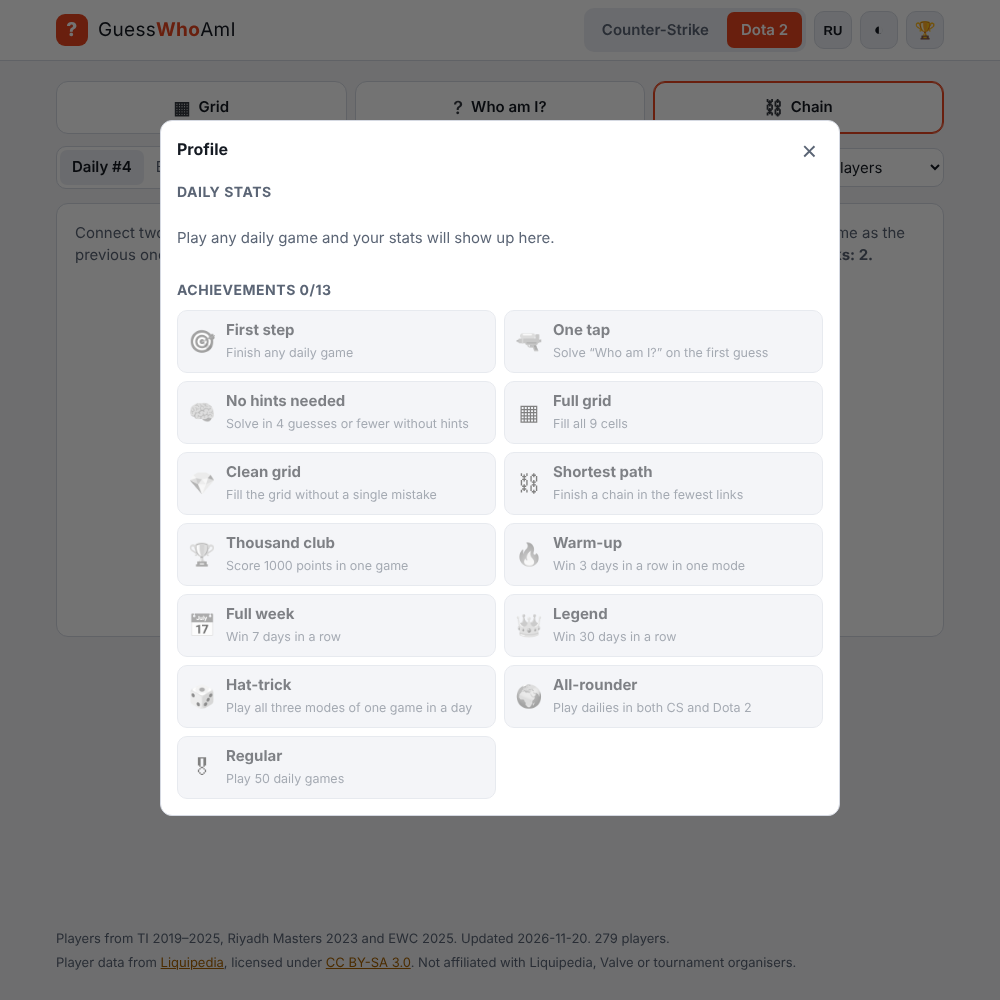 ? GuessWhoAmI
Counter-Strike Dota 2 RU
Grid
? Who am I?
Chain
Daily #4
layers
Connect two
me as the
previous on
s: 2.
Profile
DAILY STATS
Play any daily game and your stats will show up here.
ACHIEVEMENTS 0/13
First step
Finish any daily game
One tap
Solve “Who am I?” on the first guess
No hints needed
Solve in 4 guesses or fewer without hints
Full grid
Fill all 9 cells
Clean grid
Fill the grid without a single mistake
Shortest path
Finish a chain in the fewest links
Thousand club
Score 1000 points in one game
Warm-up
Win 3 days in a row in one mode
July
17
Full week
Win 7 days in a row
Legend
Win 30 days in a row
Hat-trick
Play all three modes of one game in a day
All-rounder
Play dailies in both CS and Dota 2
Regular
Play 50 daily games
Players from TI 2019–2025, Riyadh Masters 2023 and EWC 2025. Updated 2026-11-20. 279 players.
Player data from Liquipedia, licensed under CC BY-SA 3.0. Not affiliated with Liquipedia, Valve or tournament organisers.